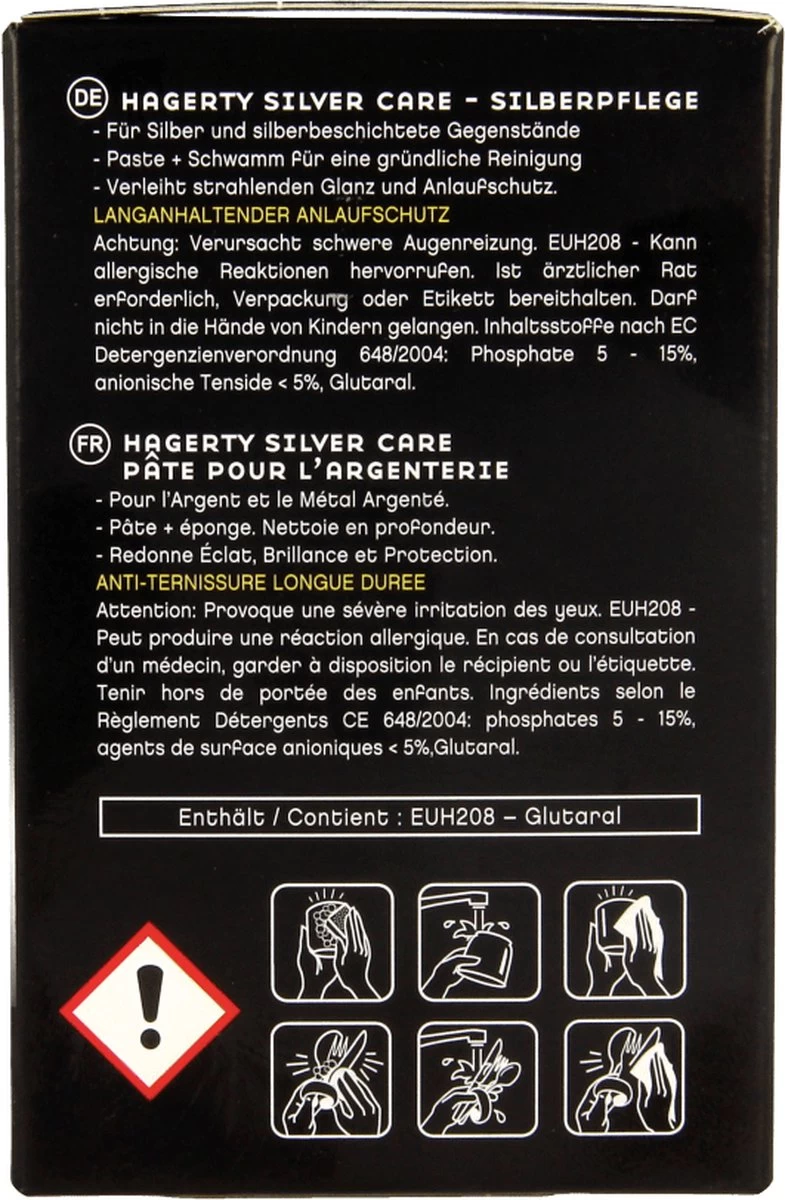 DE HAGERTY SILVER CARE – SILBERPFLEGE
- Für Silber und silberbeschichtete Gegenstände
- Paste + Schwamm für eine gründliche Reinigung
- Verleiht strahlenden Glanz und Anlaufschutz.
LANGANHALTENDER ANLAUFSCHUTZ
Achtung: Verursacht schwere Augenreizung. EUH208 - Kann
allergische Reaktionen hervorrufen. Ist ärztlicher Rat
erforderlich, Verpackung oder Etikett bereithalten. Darf
nicht in die Hände von Kindern gelangen. Inhaltsstoffe nach EC
Detergenzienverordnung 648/2004: Phosphate 5 - 15%,
anionische Tenside < 5%, Glutaral.
FR HAGERTY SILVER CARE
PÂTE POUR L'ARGENTERIE
- Pour l'Argent et le Métal Argenté.
- Pâte + éponge. Nettoie en profondeur.
- Redonne Éclat, Brillance et Protection.
ANTI-TERNISSURE LONGUE DUREE
Attention: Provoque une sévère irritation des yeux. EUH208 -
Peut produire une réaction allergique. En cas de consultation
d'un médecin, garder à disposition le récipient ou l'étiquette.
Tenir hors de portée des enfants. Ingrédients selon le
Règlement Détergents CE 648/2004: phosphates 5 - 15%,
agents de surface anioniques < 5%,Glutaral.
Enthält / Contient : EUH208 – Glutaral